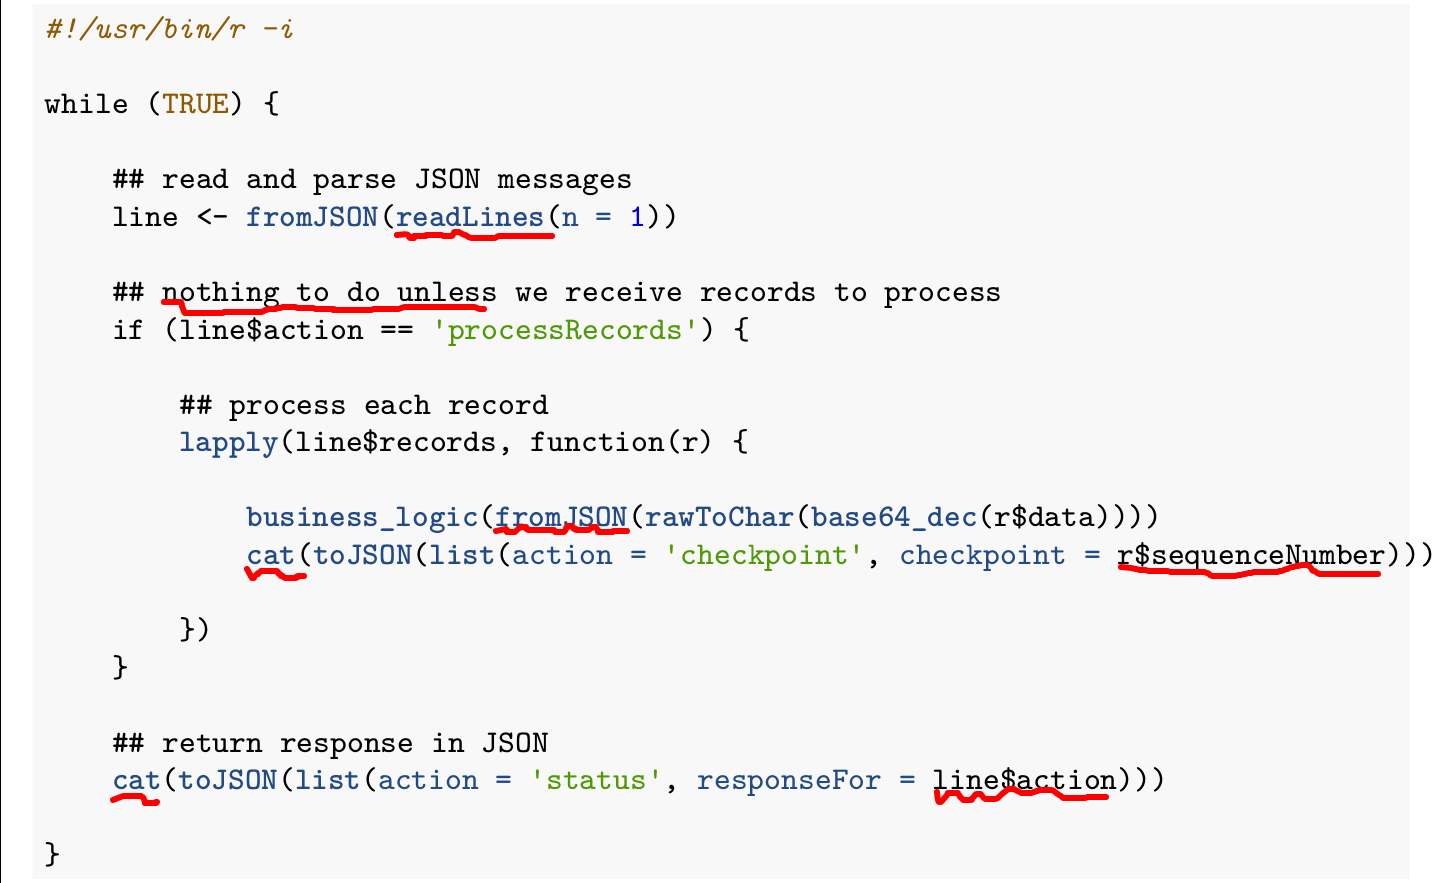 #!/usr/bin/r -i
while (TRUE) {
## read and parse JSON messages
line <- fromJSON(readLines(n = 1))
## nothing to do unless we receive records to process
if (line$action == 'processRecords') {
## process each record
lapply(line$records, function(r) {
business_logic(fromJSON(rawToChar(base64_dec(r$data))))
cat(toJSON(list(action = 'checkpoint', checkpoint = r$sequenceNumber)))
})
}
## return response in JSON
cat(toJSON(list(action = 'status', responseFor = line$action)))
}